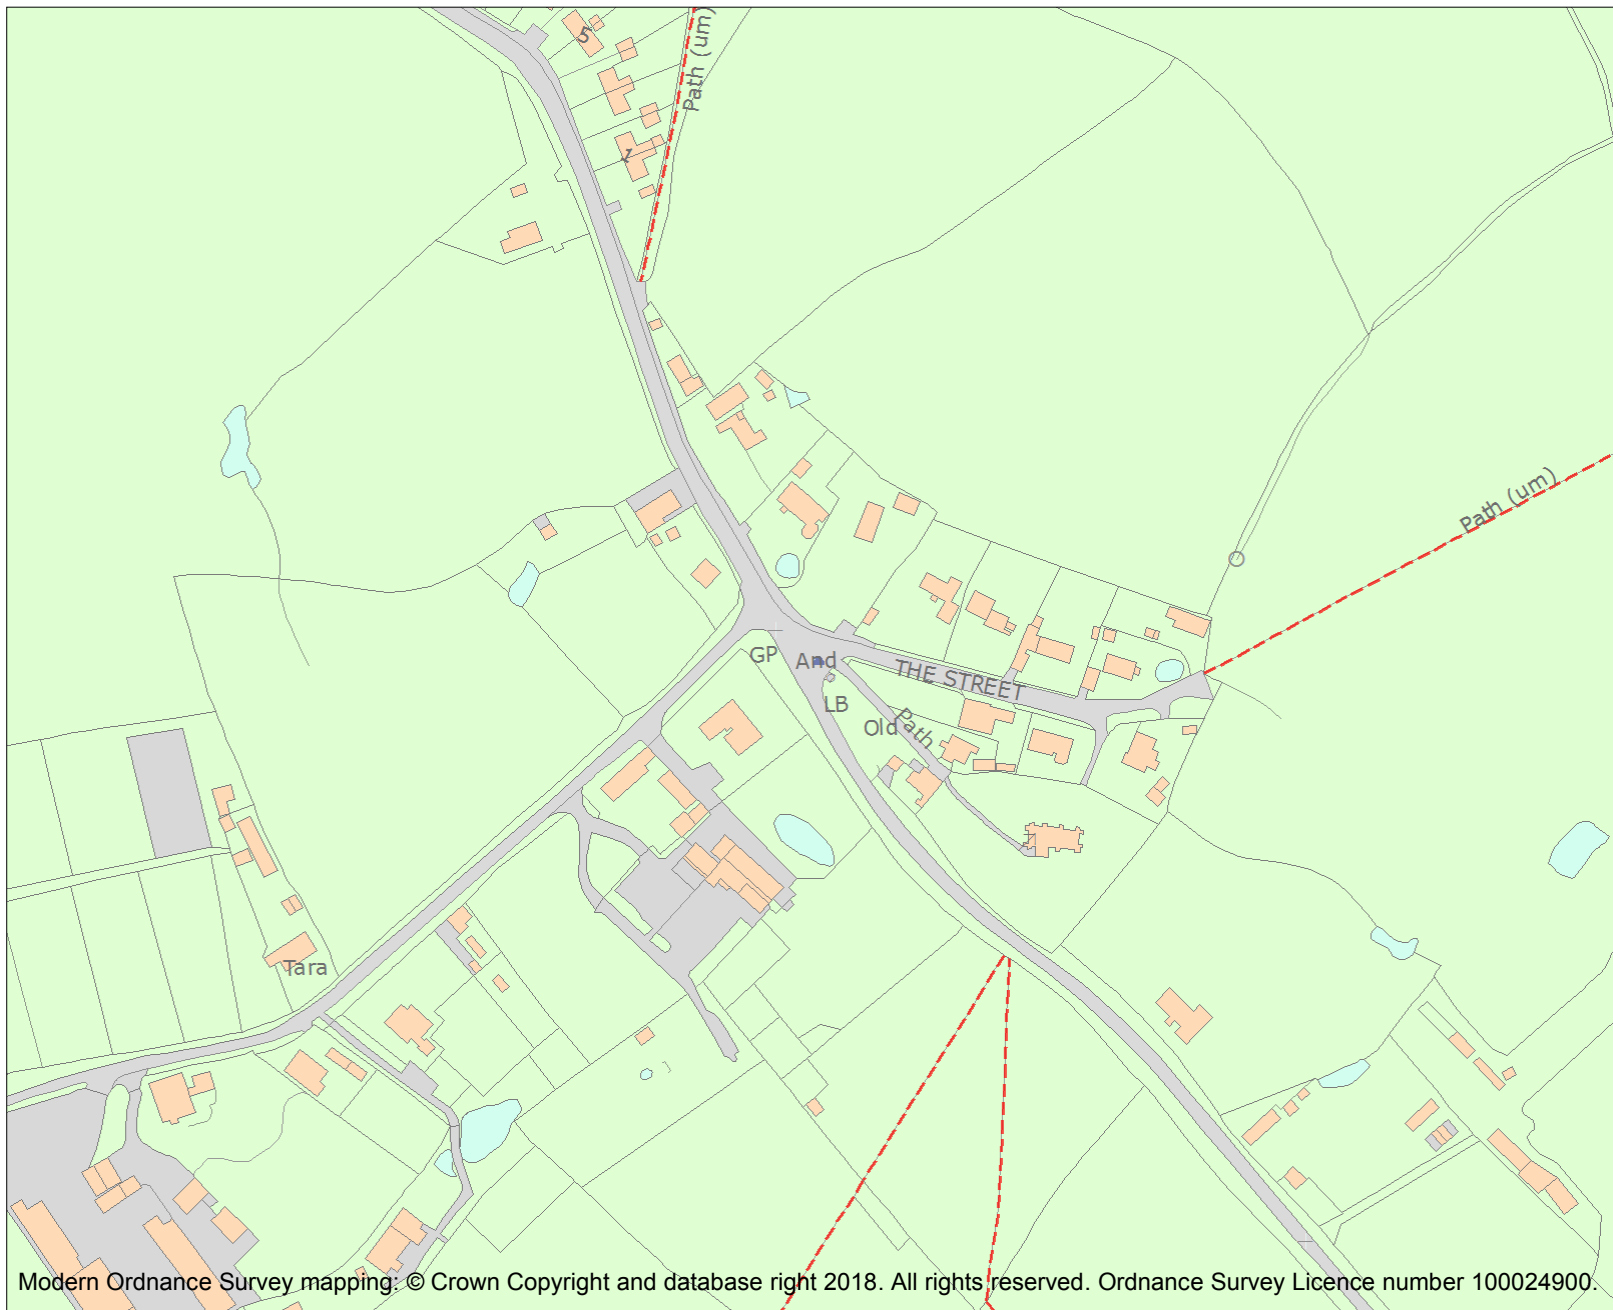 5
Path (um)
1
Path (um)
GP
And
THE STREET
LB
Old
Path
Tara
Modern Ordnance Survey mapping: © Crown Copyright and database right 2018. All rights reserved. Ordnance Survey Licence number 100024900.